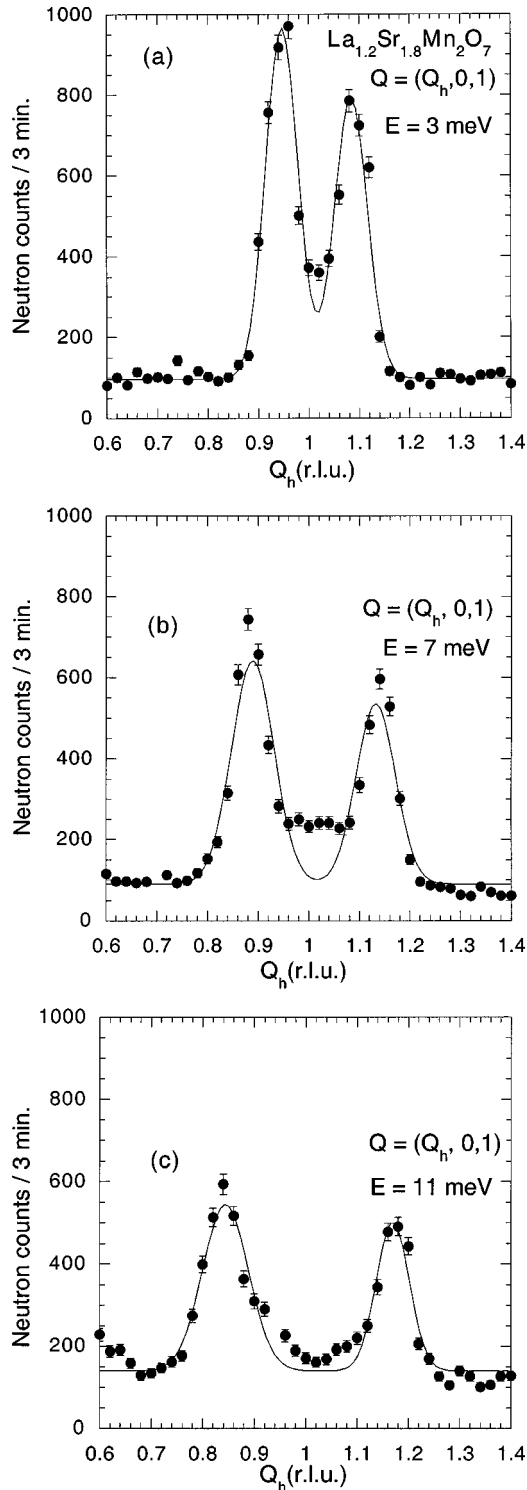 (a)
La1.2Sr1.8Mn2O7
Q = (Qh,0,1)
E = 3 meV
Neutron counts / 3 min.
1000
800
600
400
200
0
0.6 0.7 0.8 0.9 1 1.1 1.2 1.3 1.4
Qh(r.l.u.)
(b)
Q = (Qh, 0,1)
E = 7 meV
Neutron counts / 3 min.
1000
800
600
400
200
0
0.6 0.7 0.8 0.9 1 1.1 1.2 1.3 1.4
Qh(r.l.u.)
(c)
Q = (Qh, 0,1)
E = 11 meV
Neutron counts / 3 min.
1000
800
600
400
200
0
0.6 0.7 0.8 0.9 1 1.1 1.2 1.3 1.4
Qh(r.l.u.)